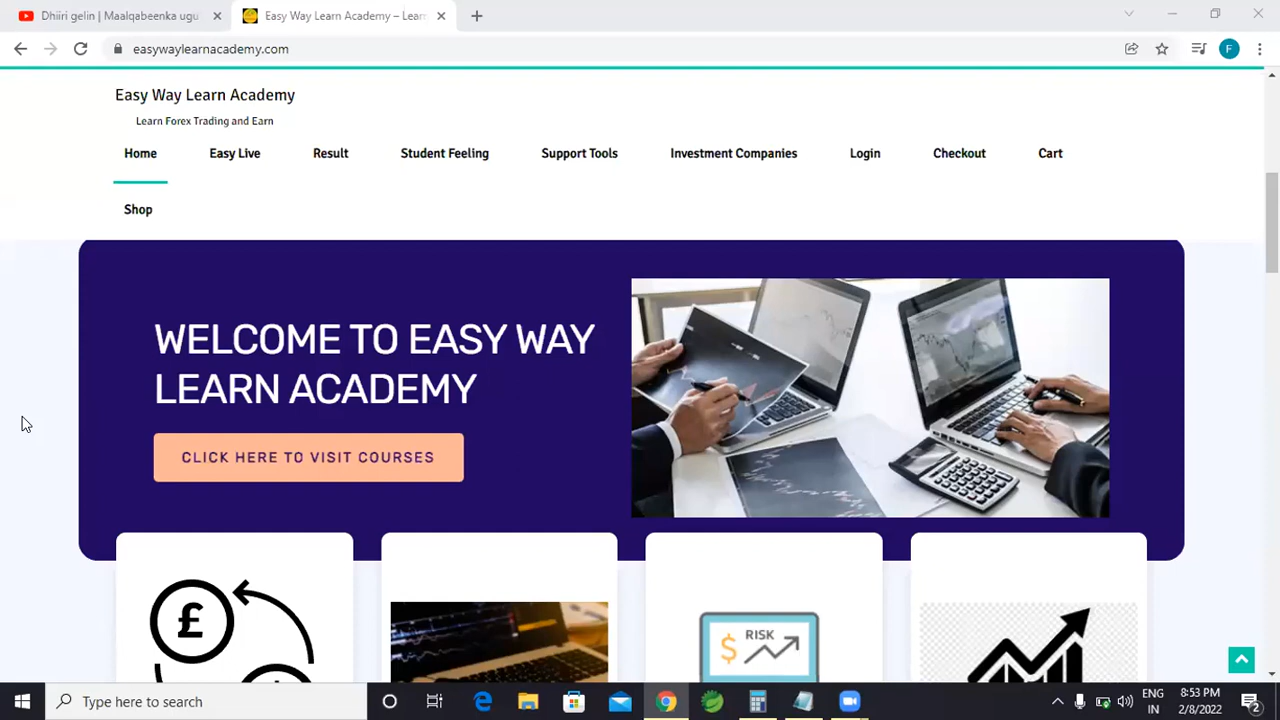 Dhiiri gelin | Maalqabeenka ugu
Easy Way Learn Academy – Learn
easywaylearnacademy.com
F
Easy Way Learn Academy
Learn Forex Trading and Earn
Home Easy Live Result Student Feeling Support Tools Investment Companies Login Checkout Cart
Shop
WELCOME TO EASY WAY
LEARN ACADEMY
CLICK HERE TO VISIT COURSES
£
$ RISK
Type here to search
ENG
IN
8:53 PM
2/8/2022
2